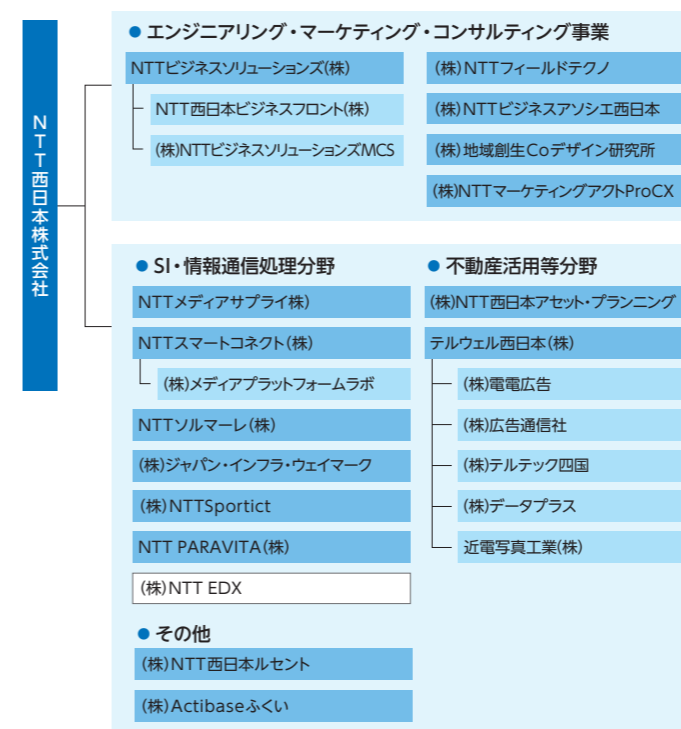 NTT西日本株式会社
● エンジニアリング・マーケティング・コンサルティング事業
NTTビジネスソリューションズ(株)
NTT西日本ビジネスフロント(株)
(株)NTTビジネスソリューションズMCS
(株)NTTフィールドテクノ
(株)NTTビジネスアソシエ西日本
(株)地域創生Coデザイン研究所
(株)NTTマーケティングアクトProCX
● SI・情報通信処理分野
NTTメディアサプライ株)
NTTスマートコネクト(株)
(株)メディアプラットフォームラボ
NTTソルマーレ(株)
(株)ジャパン・インフラ・ウェイマーク
(株)NTTSportict
NTT PARAVITA(株)
(株)NTT EDX
● その他
(株)NTT西日本ルセント
(株)Actibaseふくい
● 不動産活用等分野
(株)NTT西日本アセット・プランニング
テルウェル西日本(株)
(株)電電広告
(株)広告通信社
(株)テルテック四国
(株)データプラス
近電写真工業(株)